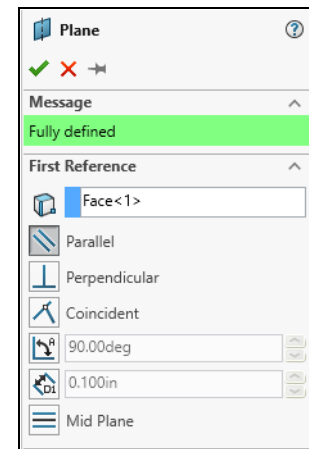 Plane
Message
Fully defined
First Reference
Face<1>
Parallel
Perpendicular
Coincident
90.00deg
0.100in
Mid Plane